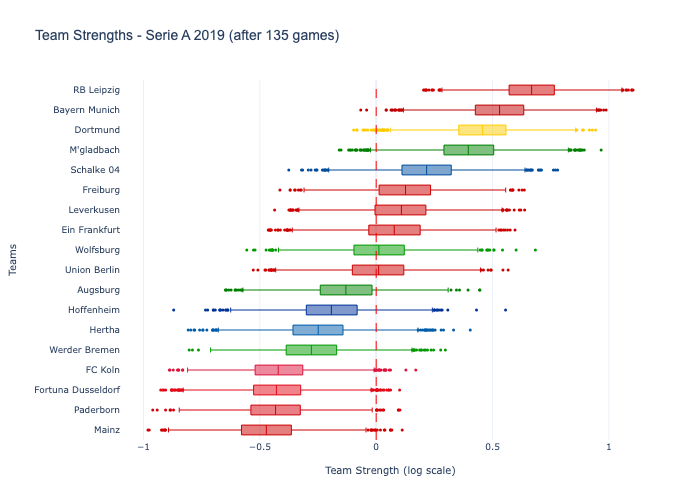 Team Strengths - Serie A 2019 (after 135 games)
RB Leipzig
Bayern Munich
Dortmund
M'gladbach
Schalke 04
Freiburg
Leverkusen
Ein Frankfurt
Wolfsburg
Union Berlin
Augsburg
Hoffenheim
Hertha
Werder Bremen
FC Koln
Fortuna Dusseldorf
Paderborn
Mainz
Teams
−1 −0.5 0 0.5 1
Team Strength (log scale)